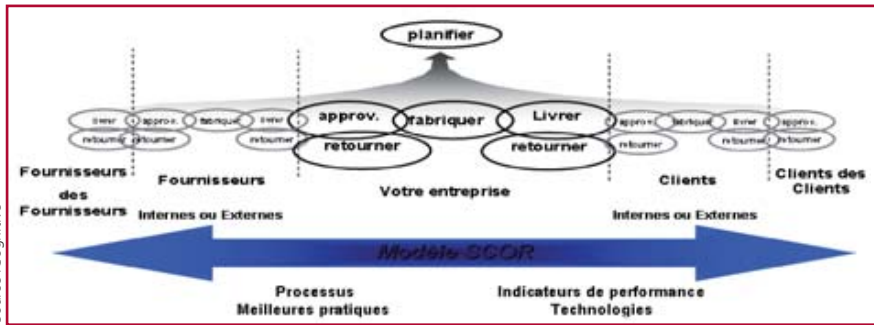 planifier
livrer approv. fabriquer livrer approv. fabriquer Livrer approv. fabriquer livrer approv.
retourner retourner retourner retourner retourner retourner retourner retourner
Fournisseurs des Fournisseurs
Fournisseurs
Internes ou Externes
Votre entreprise
Clients
Internes ou Externes
Clients des Clients
Modèle SCOR
Processus
Meilleures pratiques
Indicateurs de performance
Technologies